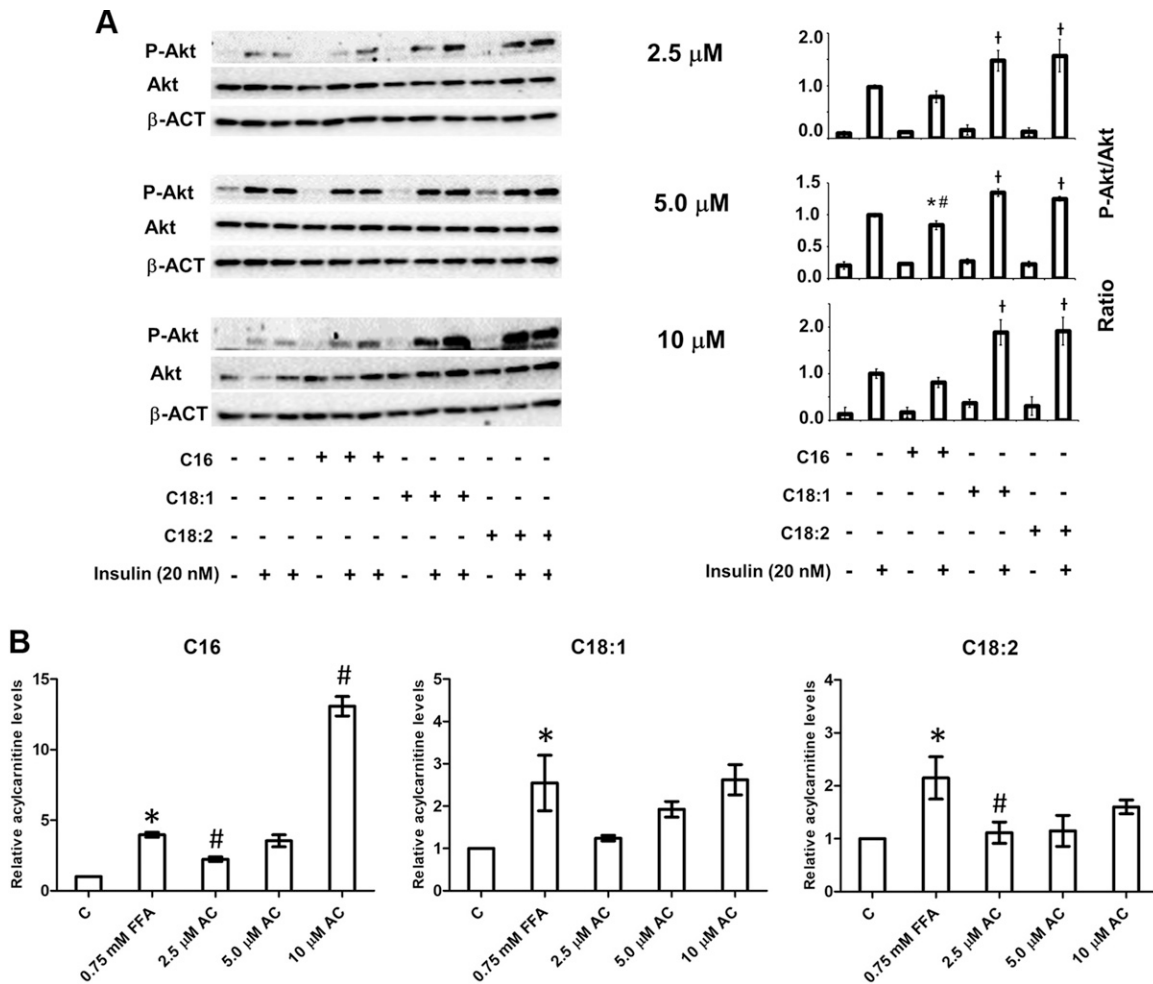 A
P-Akt
Akt
β-ACT
P-Akt
Akt
β-ACT
P-Akt
Akt
β-ACT
C16 - - - + + + - - - - - -
C18:1 - - - - - - + + + - - -
C18:2 - - - - - - - - - + + +
Insulin (20 nM) - + + - + + - + + - + +
2.5 µM
2.0
1.0
0.0
† †
5.0 µM
1.5
1.0
0.5
0.0
*# † †
10 µM
2.0
1.0
0.0
† †
Ratio P-Akt/Akt
C16 - - + + - - - -
C18:1 - - - - + + - -
C18:2 - - - - - - + +
Insulin (20 nM) - + - + - + - +
B
C16
Relative acylcarnitine levels
15
10
5
0
* # #
C
0.75 mM FFA
2.5 µM AC
5.0 µM AC
10 µM AC
C18:1
Relative acylcarnitine levels
5
4
3
2
1
0
*
C
0.75 mM FFA
2.5 µM AC
5.0 µM AC
10 µM AC
C18:2
Relative acylcarnitine levels
4
3
2
1
0
* #
C
0.75 mM FFA
2.5 µM AC
5.0 µM AC
10 µM AC